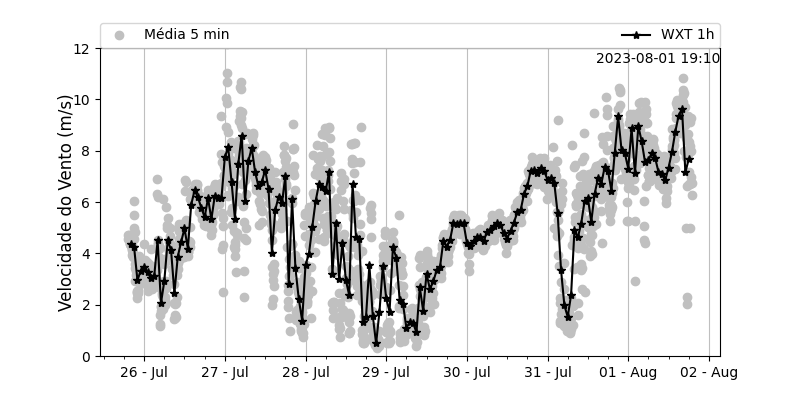 Média 5 min
WXT 1h
2023-08-01 19:10
Velocidade do Vento (m/s)
12
10
8
6
4
2
0
26 - Jul
27 - Jul
28 - Jul
29 - Jul
30 - Jul
31 - Jul
01 - Aug
02 - Aug